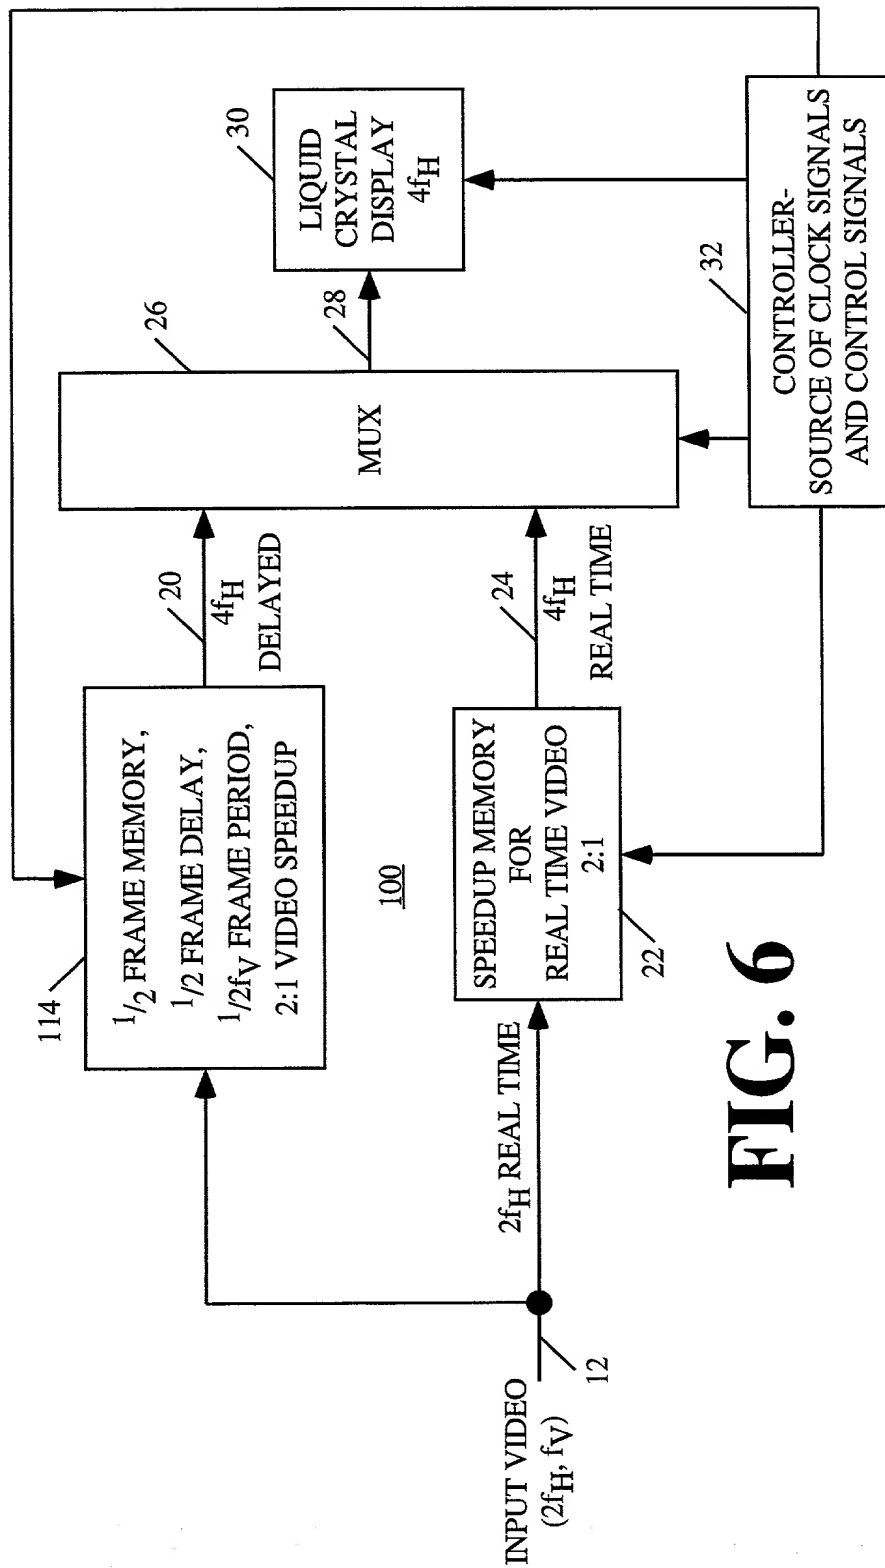 INPUT VIDEO
(2fH, fV)
12
2fH REAL TIME
114
1/2 FRAME MEMORY,
1/2 FRAME DELAY,
1/2fV FRAME PERIOD,
2:1 VIDEO SPEEDUP
100
SPEEDUP MEMORY
FOR
REAL TIME VIDEO
2:1
22
20
4fH
DELAYED
24
4fH
REAL TIME
26
MUX
28
30
LIQUID
CRYSTAL
DISPLAY
4fH
32
CONTROLLER-
SOURCE OF CLOCK SIGNALS
AND CONTROL SIGNALS
FIG. 6